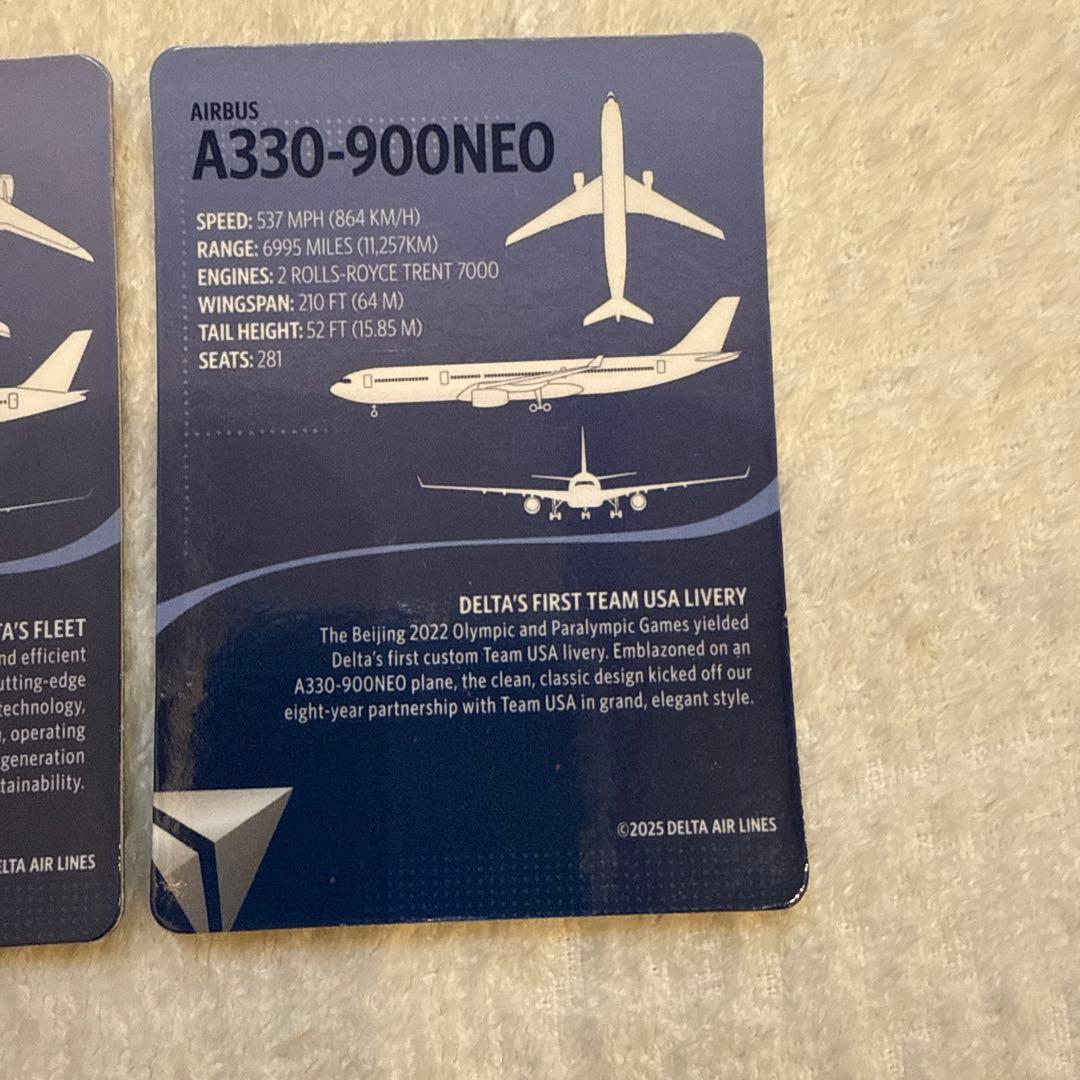 AIRBUS
A330-900NEO
SPEED: 537 MPH (864 KM/H)
RANGE: 6995 MILES (11,257KM)
ENGINES: 2 ROLLS-ROYCE TRENT 7000
WINGSPAN: 210 FT (64 M)
TAIL HEIGHT: 52 FT (15.85 M)
SEATS: 281
DELTA'S FIRST TEAM USA LIVERY
The Beijing 2022 Olympic and Paralympic Games yielded
Delta's first custom Team USA livery. Emblazoned on an
A330-900NEO plane, the clean, classic design kicked off our
eight-year partnership with Team USA in grand, elegant style.
©2025 DELTA AIR LINES
TA'S FLEET
nd efficient
utting-edge
technology,
, operating
generation
tainability.
ELTA AIR LINES